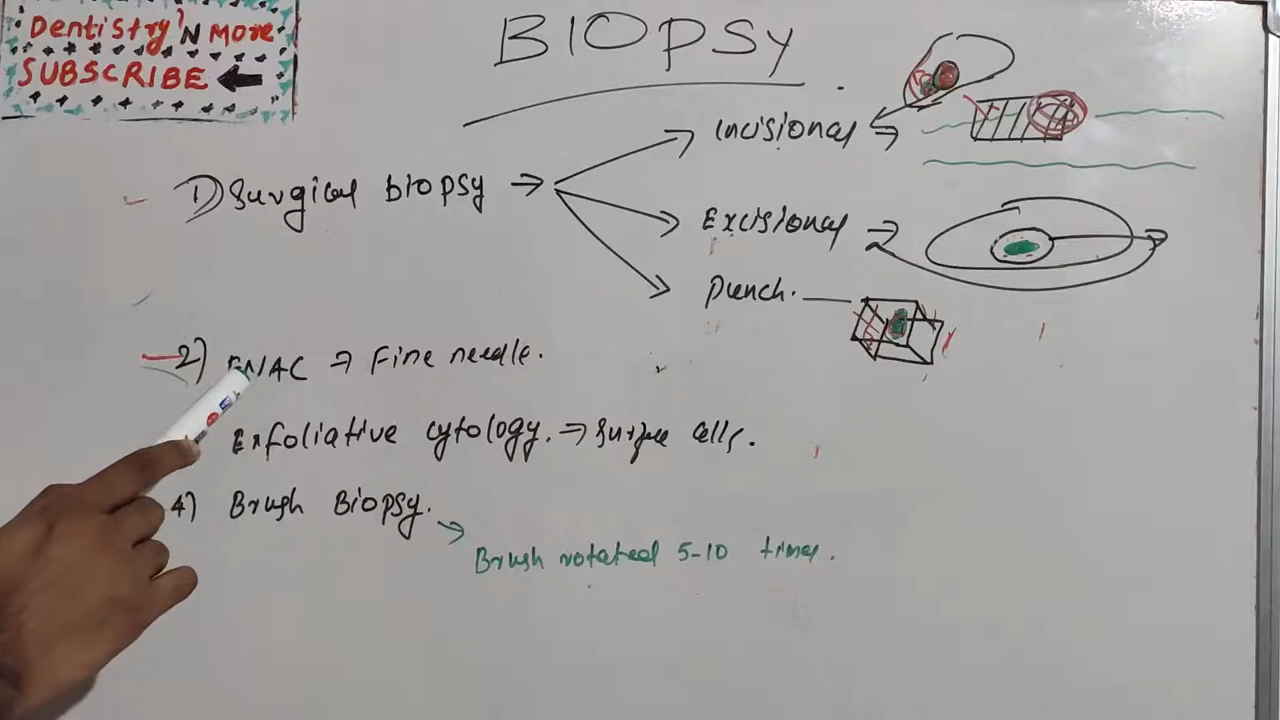 Dentistry'N MORE
SUBSCRIBE
BIOPSY
1) Surgical biopsy → Incisional
Excisional
Punch.
2) FNAC → Fine needle.
Exfoliative cytology. → Surface cells.
4) Brush Biopsy.
Brush rotated 5-10 times.